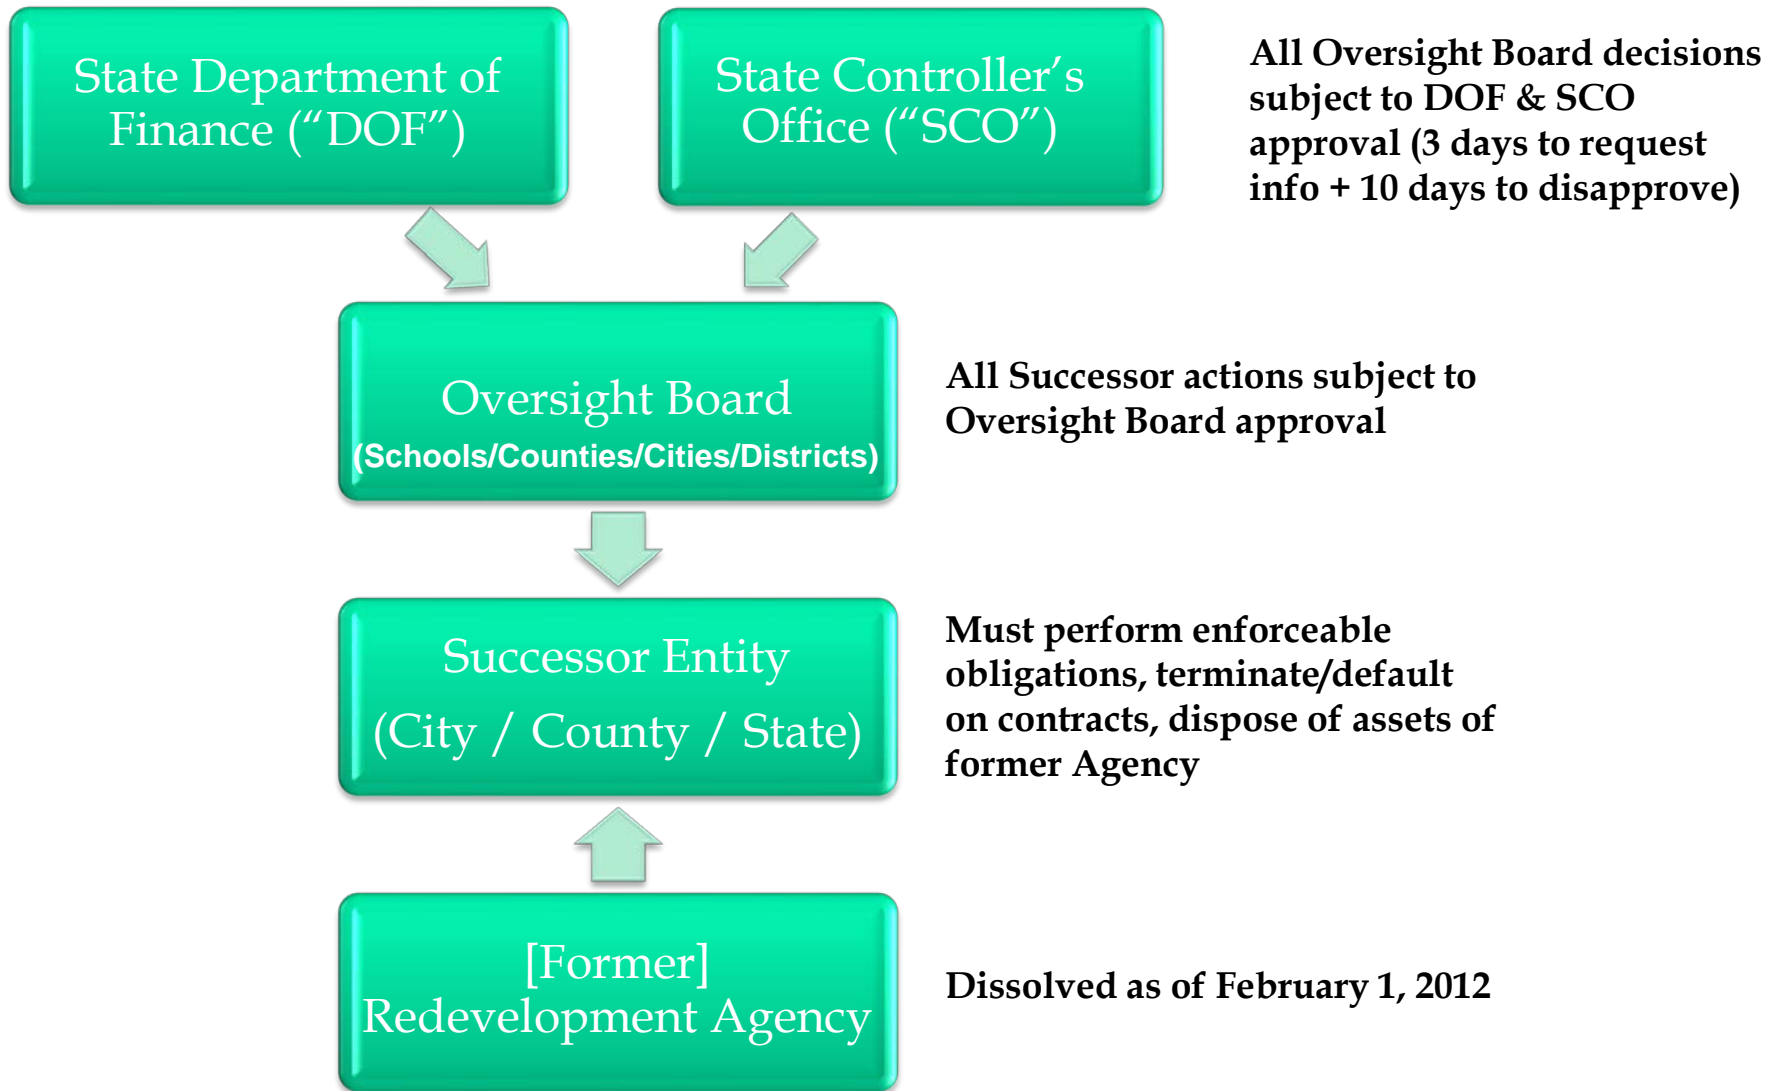 State Department of
Finance (“DOF”)
State Controller’s
Office (“SCO”)
All Oversight Board decisions
subject to DOF & SCO
approval (3 days to request
info + 10 days to disapprove)
Oversight Board
(Schools/Counties/Cities/Districts)
All Successor actions subject to
Oversight Board approval
Successor Entity
(City / County / State)
Must perform enforceable
obligations, terminate/default
on contracts, dispose of assets of
former Agency
[Former]
Redevelopment Agency
Dissolved as of February 1, 2012